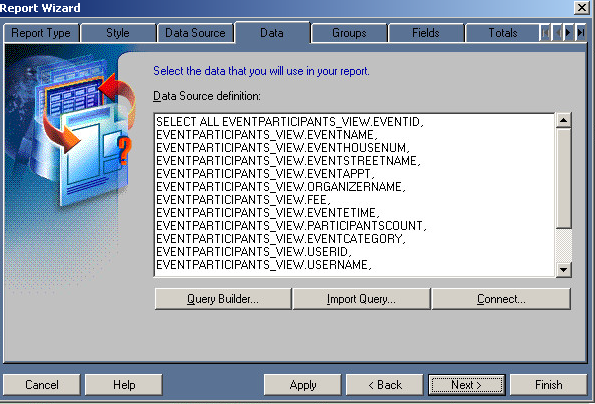 Report Wizard
Report Type Style Data Source Data Groups Fields Totals
Select the data that you will use in your report.
Data Source definition:
SELECT ALL EVENTPARTICIPANTS_VIEW.EVENTID,
EVENTPARTICIPANTS_VIEW.EVENTNAME,
EVENTPARTICIPANTS_VIEW.EVENTHOUSENUM,
EVENTPARTICIPANTS_VIEW.EVENTSTREETNAME,
EVENTPARTICIPANTS_VIEW.EVENTAPPT,
EVENTPARTICIPANTS_VIEW.ORGANIZERNAME,
EVENTPARTICIPANTS_VIEW.FEE,
EVENTPARTICIPANTS_VIEW.EVENTETIME,
EVENTPARTICIPANTS_VIEW.PARTICIPANTSCOUNT,
EVENTPARTICIPANTS_VIEW.EVENTCATEGORY,
EVENTPARTICIPANTS_VIEW.USERID,
EVENTPARTICIPANTS_VIEW.USERNAME,
Query Builder... Import Query... Connect...
Cancel Help Apply < Back Next > Finish